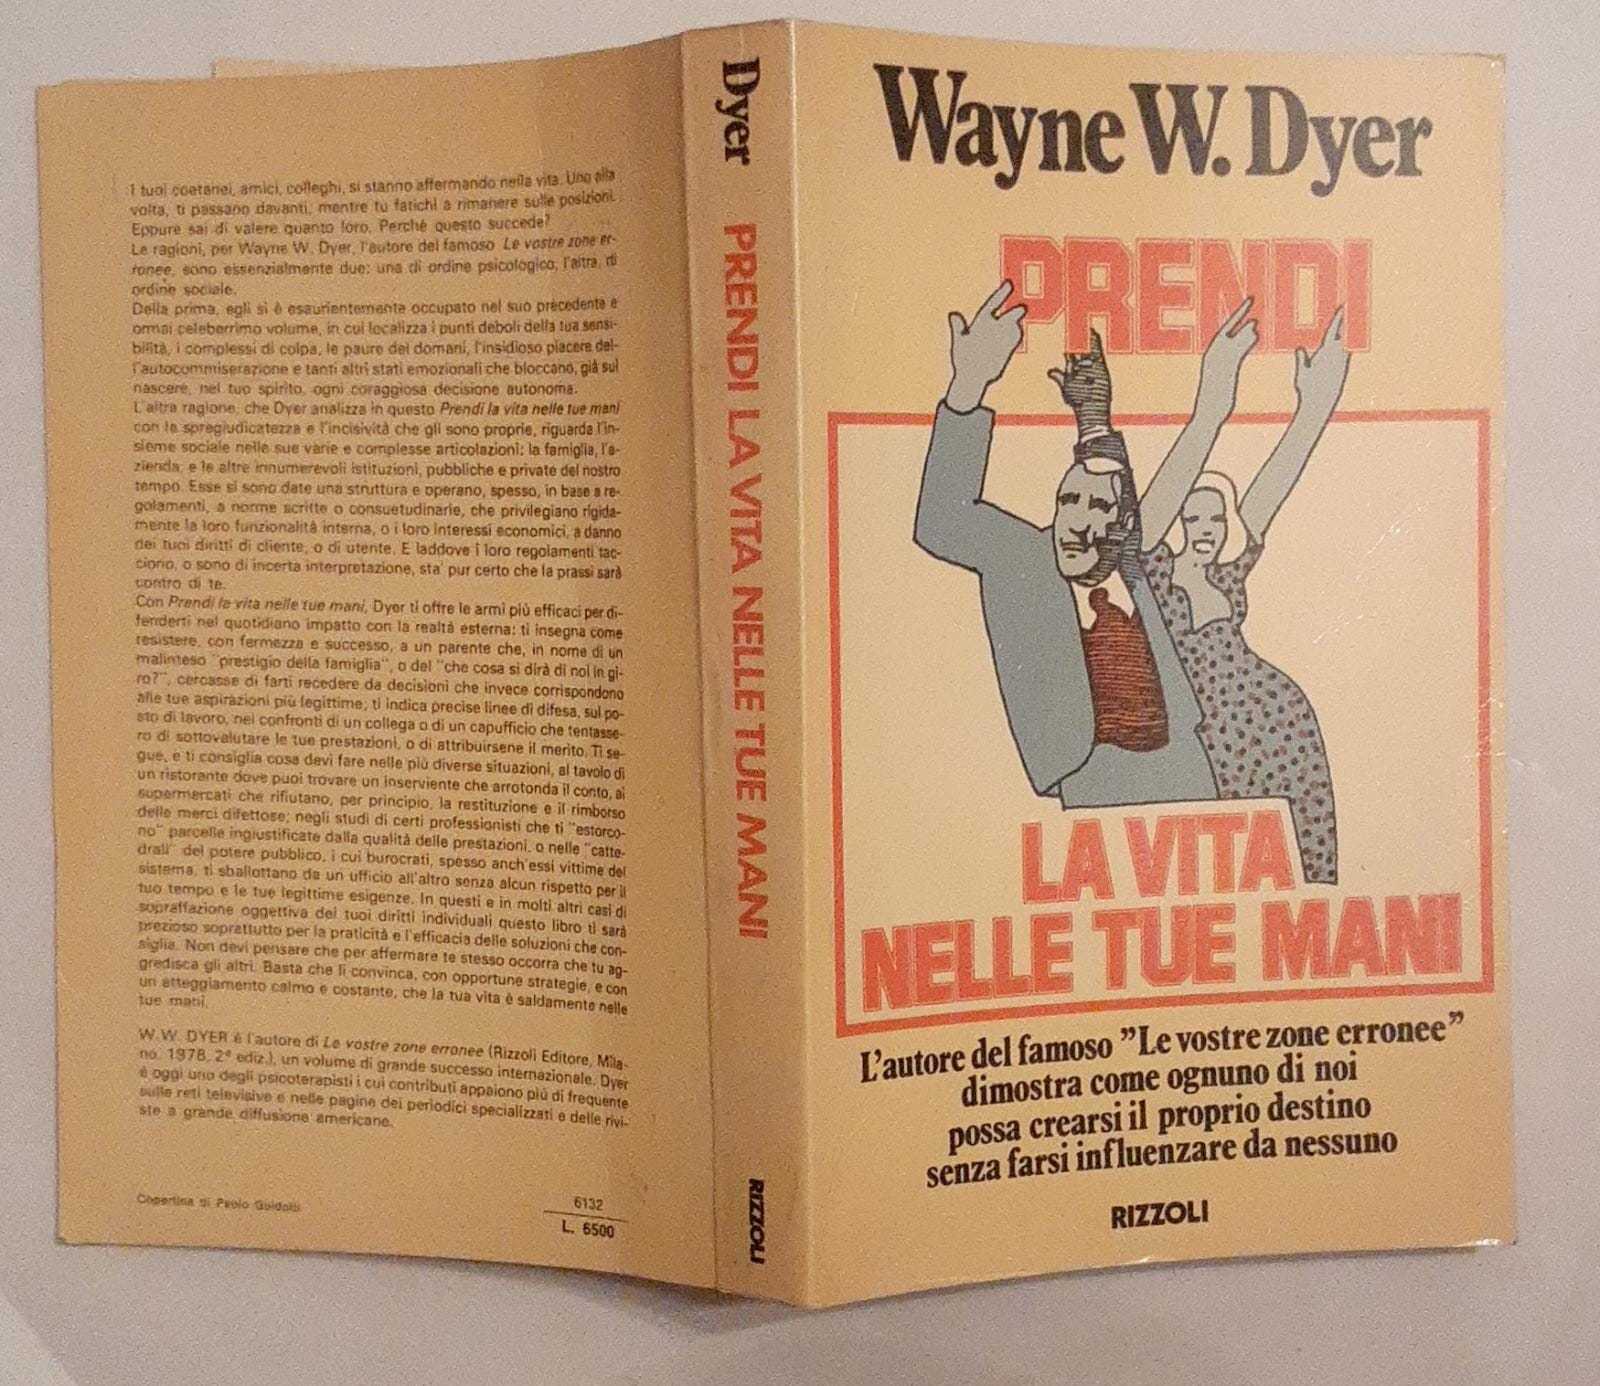 I tuoi coetanei, amici, colleghi, si stanno affermando nella vita. Uno alla
volta, ti passano davanti, mentre tu fatichi a rimanere sulle posizioni.
Eppure sai di valere quanto loro. Perché questo succede?
Le ragioni, per Wayne W. Dyer, l'autore del famoso Le vostre zone er-
ronee, sono essenzialmente due: una di ordine psicologico, l'altra, di
ordine sociale.
Della prima, egli si è esaurientemente occupato nel suo precedente e
ormai celeberrimo volume, in cui localizza i punti deboli della tua sensi-
bilità, i complessi di colpa, le paure del domani, l'insidioso piacere del-
l'autocommiserazione e tanti altri stati emozionali che bloccano, già sul
nascere, nel tuo spirito, ogni coraggiosa decisione autonoma.
L'altra ragione, che Dyer analizza in questo Prendi la vita nelle tue mani
con la spregiudicatezza e l'incisività che gli sono proprie, riguarda l'in-
sieme sociale nelle sue varie e complesse articolazioni: la famiglia, l'a-
zienda, e le altre innumerevoli istituzioni, pubbliche e private del nostro
tempo. Esse si sono date una struttura e operano, spesso, in base a re-
golamenti, a norme scritte o consuetudinarie, che privilegiano rigida-
mente la loro funzionalità interna, o i loro interessi economici, a danno
dei tuoi diritti di cliente, o di utente. E laddove i loro regolamenti tac-
ciono, o sono di incerta interpretazione, sta' pur certo che la prassi sarà
contro di te.
Con Prendi la vita nelle tue mani, Dyer ti offre le armi più efficaci per di-
fenderti nel quotidiano impatto con la realtà esterna: ti insegna come
resistere, con fermezza e successo, a un parente che, in nome di un
malinteso "prestigio della famiglia", o del "che cosa si dirà di noi in gi-
ro?", cercasse di farti recedere da decisioni che invece corrispondono
alle tue aspirazioni più legittime; ti indica precise linee di difesa, sul po-
sto di lavoro, nei confronti di un collega o di un capufficio che tentasse-
ro di sottovalutare le tue prestazioni, o di attribuirsene il merito. Ti se-
gue, e ti consiglia cosa devi fare nelle più diverse situazioni, al tavolo di
un ristorante dove puoi trovare un inserviente che arrotonda il conto, ai
supermercati che rifiutano, per principio, la restituzione e il rimborso
delle merci difettose; negli studi di certi professionisti che ti "estorco-
no" parcelle ingiustificate dalla qualità delle prestazioni, o nelle "catte-
drali" del potere pubblico, i cui burocrati, spesso anch'essi vittime del
sistema, ti sballottano da un ufficio all'altro senza alcun rispetto per il
tuo tempo e le tue legittime esigenze. In questi e in molti altri casi di
sopraffazione oggettiva dei tuoi diritti individuali questo libro ti sarà
prezioso soprattutto per la praticità e l'efficacia delle soluzioni che con-
siglia. Non devi pensare che per affermare te stesso occorra che tu ag-
gredisca gli altri. Basta che li convinca, con opportune strategie, e con
un atteggiamento calmo e costante, che la tua vita è saldamente nelle
tue mani.
W.W. DYER è l'autore di Le vostre zone erronee (Rizzoli Editore, Mila-
no, 1978, 2ª ediz.), un volume di grande successo internazionale. Dyer
è oggi uno degli psicoterapisti i cui contributi appaiono più di frequente
sulle reti televisive e nelle pagine dei periodici specializzati e delle rivi-
ste a grande diffusione americane.
Copertina di Paolo Guidotti
6132
L. 6500
Dyer PRENDI LA VITA NELLE TUE MANI RIZZOLI
Wayne W. Dyer
PRENDI
LA VITA
NELLE TUE MANI
L'autore del famoso "Le vostre zone erronee"
dimostra come ognuno di noi
possa crearsi il proprio destino
senza farsi influenzare da nessuno
RIZZOLI